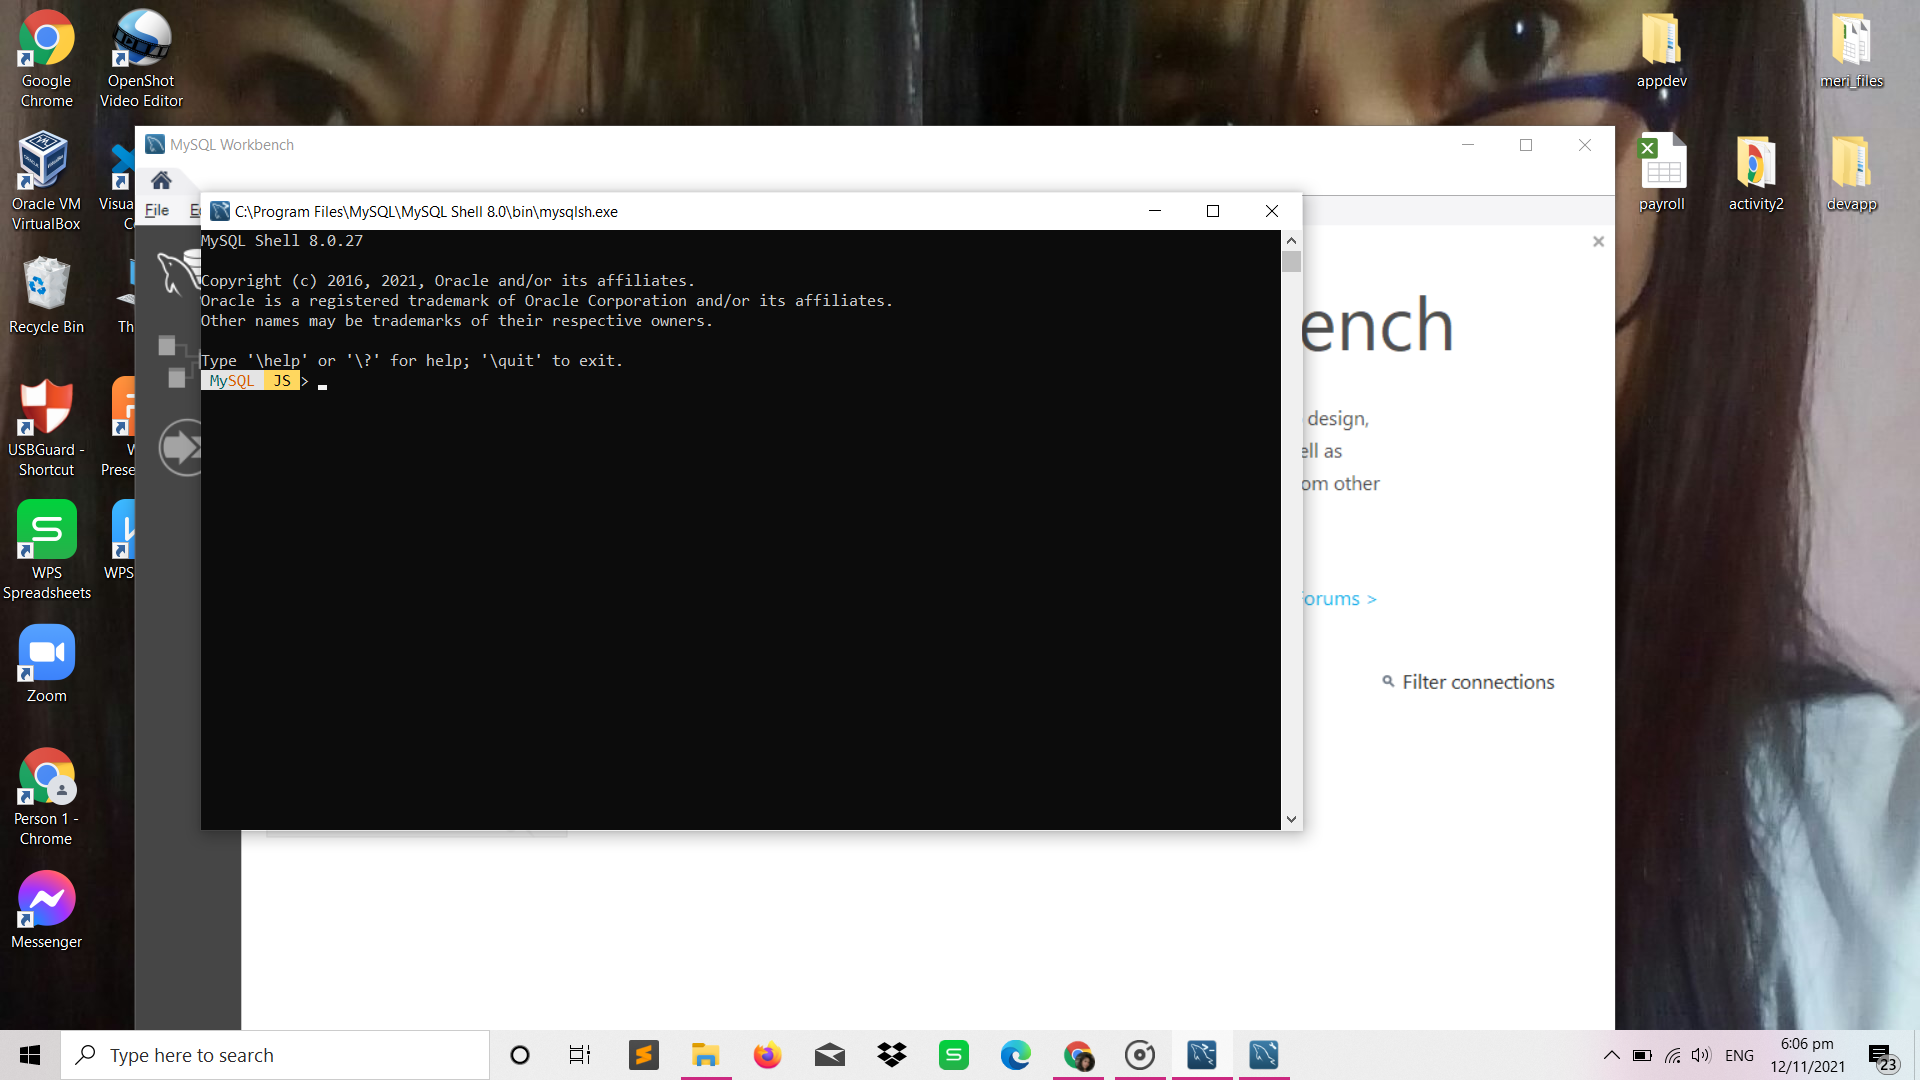 Google
Chrome
OpenShot
Video Editor
Oracle VM
VirtualBox
Recycle Bin
USBGuard -
Shortcut
WPS
WPS
Spreadsheets
Zoom
Person 1 -
Chrome
Messenger
MySQL Workbench
File
C:\Program Files\MySQL\MySQL Shell 8.0\bin\mysqlsh.exe
MySQL Shell 8.0.27
Copyright (c) 2016, 2021, Oracle and/or its affiliates.
Oracle is a registered trademark of Oracle Corporation and/or its affiliates.
Other names may be trademarks of their respective owners.
Type '\help' or '\?' for help; '\quit' to exit.
MySQL JS >
ench
design,
ell as
om other
orums >
Filter connections
appdev
meri_files
payroll
activity2
devapp
Type here to search
ENG
6:06 pm
12/11/2021
23